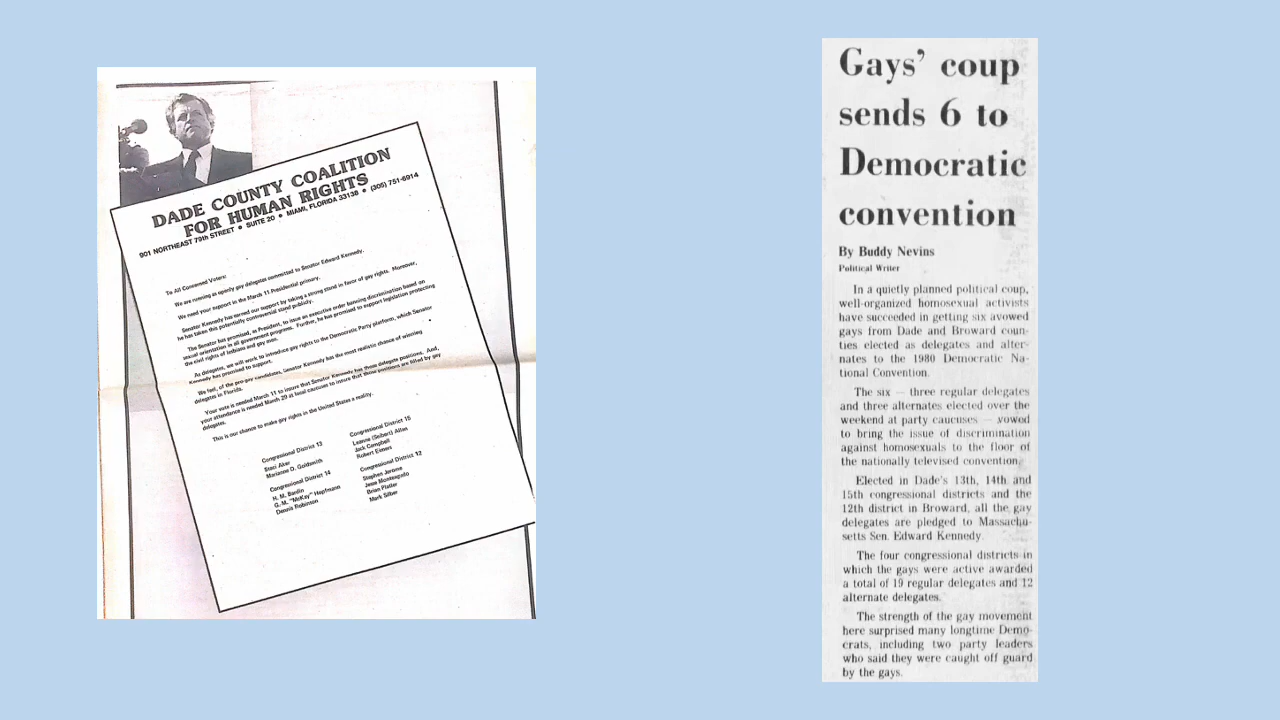 DADE COUNTY COALITION
FOR HUMAN RIGHTS
901 NORTHEAST 79th STREET • SUITE 20 • MIAMI, FLORIDA 33138 • (305) 751-6914
To All Concerned Voters:
We are running as openly gay delegates committed to Senator Edward Kennedy.
We need your support in the March 11 Presidential primary.
Senator Kennedy has earned our support by taking a strong stand in favor of gay rights. Moreover,
he has taken this potentially controversial stand publicly.
The Senator has promised, as President, to issue an executive order banning discrimination based on
sexual orientation in all government programs. Further, he has promised to support legislation protecting
the civil rights of lesbians and gay men.
As delegates, we will work to introduce gay rights to the Democratic Party platform, which Senator
Kennedy has promised to support.
We feel, of the pro-gay candidates, Senator Kennedy has the most realistic chance of winning
delegates in Florida.
Your vote is needed March 11 to insure that Senator Kennedy has these delegate positions. And,
your attendance is needed March 29 at local caucuses to insure that those positions are filled by gay
delegates.
This is our chance to make gay rights in the United States a reality.
Congressional District 13
Staci Aker
Marianne D. Goldsmith
Congressional District 14
H. M. Bardin
G. M. "McKay" Hepfmann
Dennis Robinson
Congressional District 15
Leanne (Seibert) Allen
Jack Campbell
Robert Eimers
Congressional District 12
Stephen Jerome
Jesse Monteagudo
Brian
Mark Silber
Gays’ coup
sends 6 to
Democratic
convention
By Buddy Nevins
Political Writer
In a quietly planned political coup,
well-organized homosexual activists
have succeeded in getting six avowed
gays from Dade and Broward coun-
ties elected as delegates and alter-
nates to the 1980 Democratic Na-
tional Convention.
The six — three regular delegates
and three alternates elected over the
weekend at party caucuses — vowed
to bring the issue of discrimination
against homosexuals to the floor of
the nationally televised convention.
Elected in Dade's 13th, 14th and
15th congressional districts and the
12th district in Broward, all the gay
delegates are pledged to Massachu-
setts Sen. Edward Kennedy.
The four congressional districts in
which the gays were active awarded
a total of 19 regular delegates and 12
alternate delegates.
The strength of the gay movement
here surprised many longtime Demo-
crats, including two party leaders
who said they were caught off guard
by the gays.